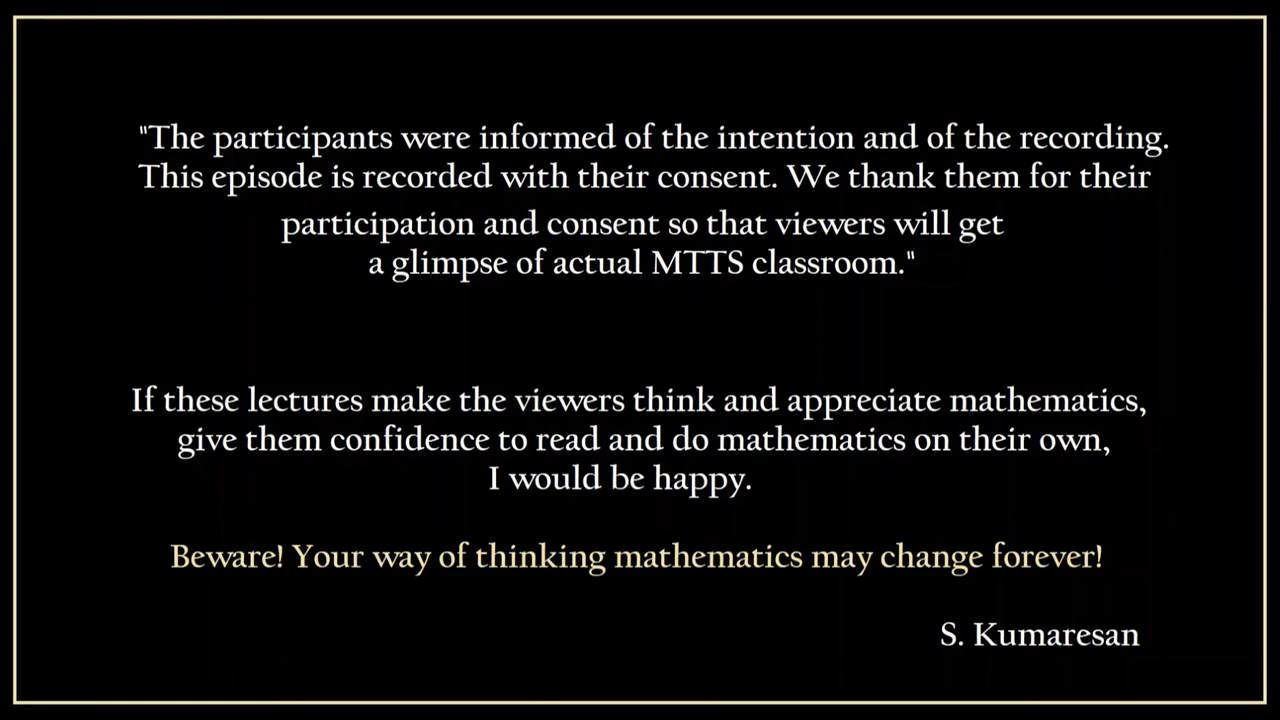 "The participants were informed of the intention and of the recording.
This episode is recorded with their consent. We thank them for their
participation and consent so that viewers will get
a glimpse of actual MTTS classroom."
If these lectures make the viewers think and appreciate mathematics,
give them confidence to read and do mathematics on their own,
I would be happy.
Beware! Your way of thinking mathematics may change forever!
S. Kumaresan